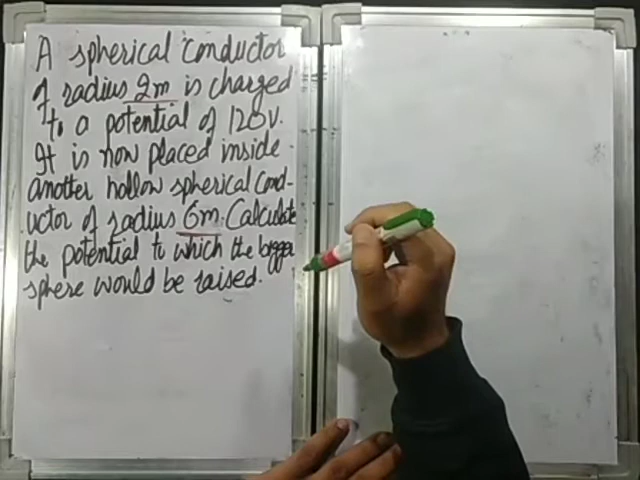 A spherical conductor
of radius 2m is charged
to a potential of 120V.
It is now placed inside
another hollow spherical cond-
uctor of radius 6m. Calculate
the potential to which the bigger
sphere would be raised.